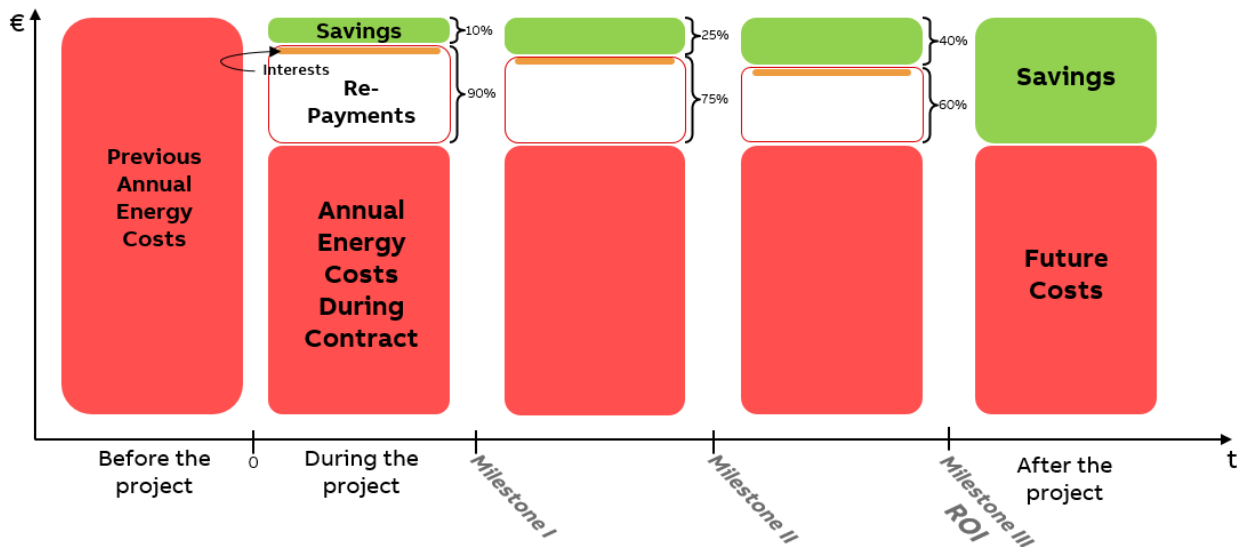 €
Savings
10%
25%
40%
Interests
Re-
Payments
90%
75%
60%
Savings
Previous
Annual
Energy
Costs
Annual
Energy
Costs
During
Contract
Future
Costs
Before the
project
0
During the
project
Milestone I
Milestone II
Milestone III
ROI
After the
project
t